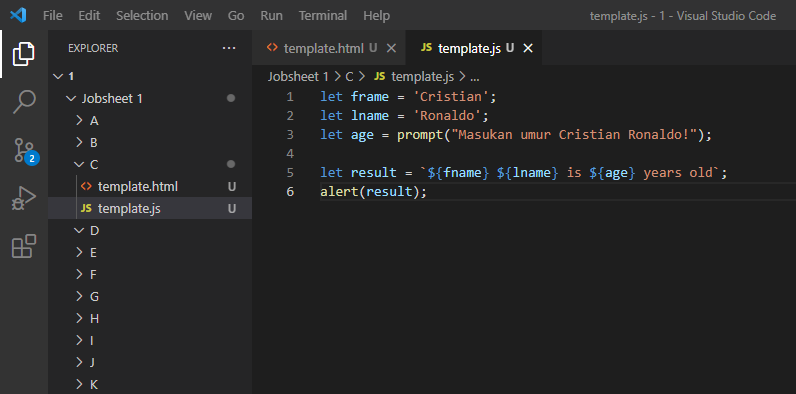 File Edit Selection View Go Run Terminal Help template.js - 1 - Visual Studio Code
EXPLORER ···
1
Jobsheet 1
A
B
C
template.html U
JS template.js U
D
E
F
G
H
I
J
K
2
template.html U
JS template.js U
Jobsheet 1 > C > JS template.js > ...
1 let frame = 'Cristian';
2 let lname = 'Ronaldo';
3 let age = prompt("Masukan umur Cristian Ronaldo!");
4
5 let result = `${fname} ${lname} is ${age} years old`;
6 alert(result);